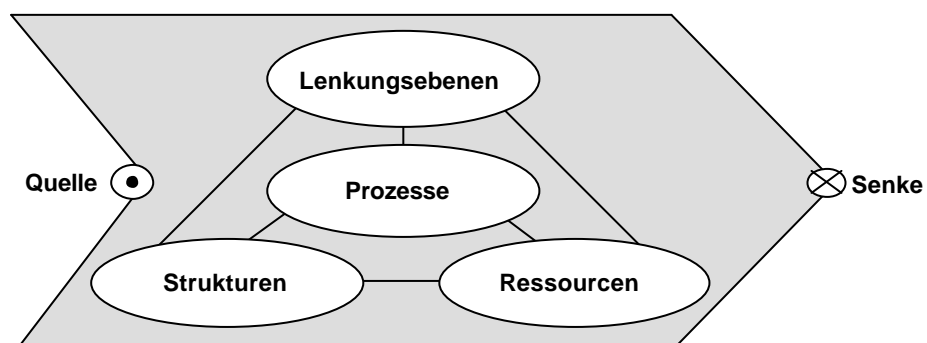 Lenkungsebenen
Quelle
Prozesse
Senke
Strukturen
Ressourcen